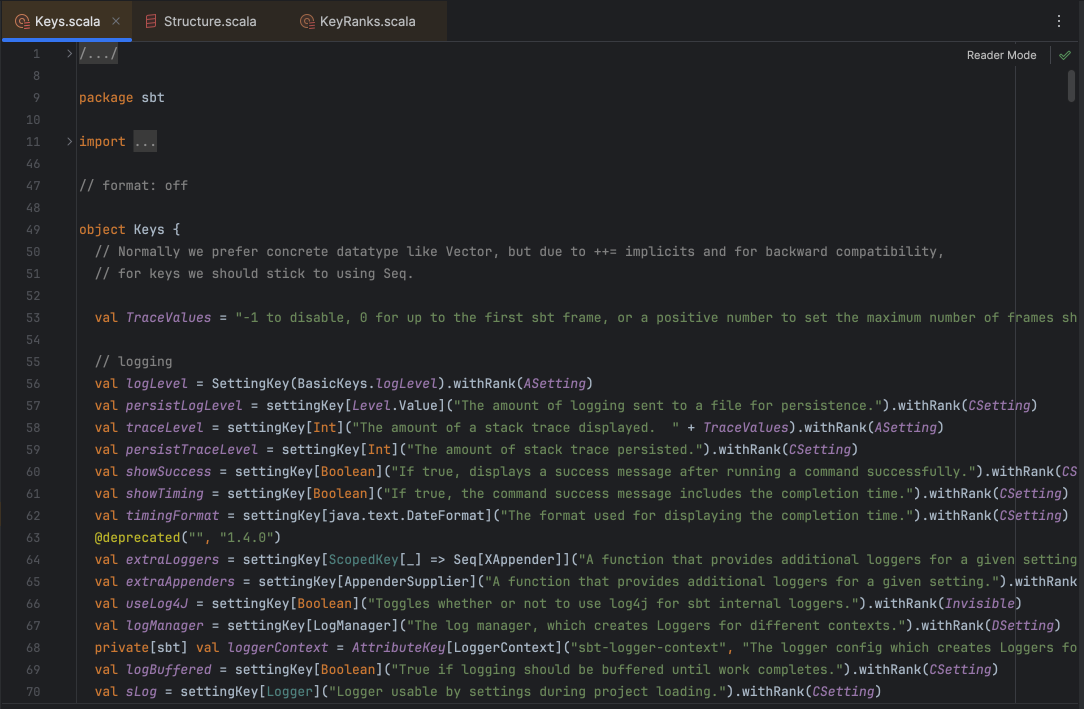 Keys.scala Structure.scala KeyRanks.scala
Reader Mode
1 /.../
8
9 package sbt
10
11 import ...
46
47 // format: off
48
49 object Keys {
50 // Normally we prefer concrete datatype like Vector, but due to ++= implicits and for backward compatibility,
51 // for keys we should stick to using Seq.
52
53 val TraceValues = "-1 to disable, 0 for up to the first sbt frame, or a positive number to set the maximum number of frames sh
54
55 // logging
56 val logLevel = SettingKey(BasicKeys.logLevel).withRank(ASetting)
57 val persistLogLevel = settingKey[Level.Value]("The amount of logging sent to a file for persistence.").withRank(CSetting)
58 val traceLevel = settingKey[Int]("The amount of a stack trace displayed.  " + TraceValues).withRank(ASetting)
59 val persistTraceLevel = settingKey[Int]("The amount of stack trace persisted.").withRank(CSetting)
60 val showSuccess = settingKey[Boolean]("If true, displays a success message after running a command successfully.").withRank(CS
61 val showTiming = settingKey[Boolean]("If true, the command success message includes the completion time.").withRank(CSetting)
62 val timingFormat = settingKey[java.text.DateFormat]("The format used for displaying the completion time.").withRank(CSetting)
63 @deprecated("", "1.4.0")
64 val extraLoggers = settingKey[ScopedKey[_] => Seq[XAppender]]("A function that provides additional loggers for a given setting
65 val extraAppenders = settingKey[AppenderSupplier]("A function that provides additional loggers for a given setting.").withRank
66 val useLog4J = settingKey[Boolean]("Toggles whether or not to use log4j for sbt internal loggers.").withRank(Invisible)
67 val logManager = settingKey[LogManager]("The log manager, which creates Loggers for different contexts.").withRank(DSetting)
68 private[sbt] val loggerContext = AttributeKey[LoggerContext]("sbt-logger-context", "The logger config which creates Loggers fo
69 val logBuffered = settingKey[Boolean]("True if logging should be buffered until work completes.").withRank(CSetting)
70 val sLog = settingKey[Logger]("Logger usable by settings during project loading.").withRank(CSetting)